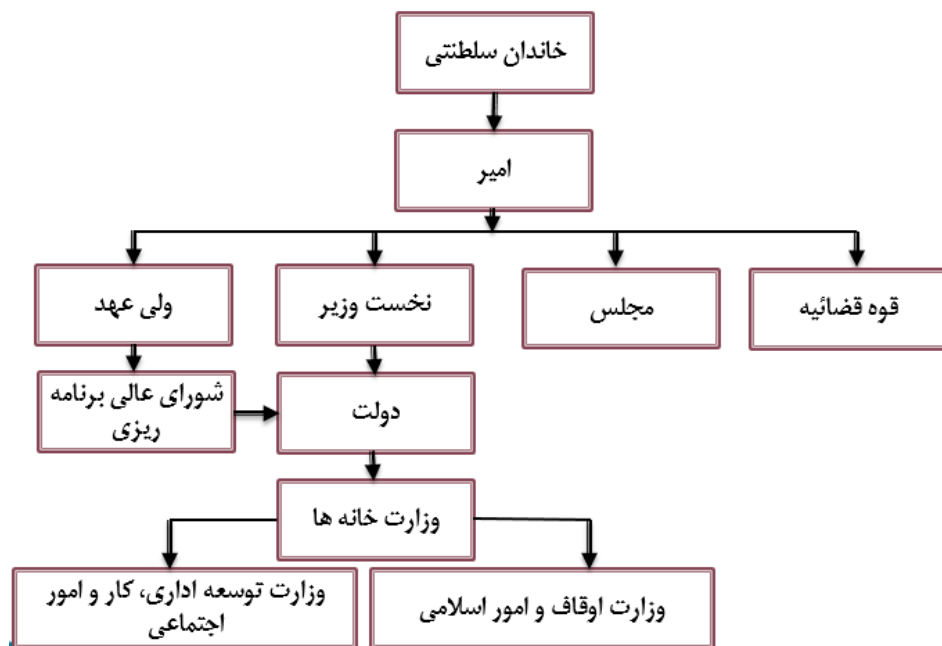 خاندان سلطنتی
امیر
قوه قضائیه
مجلس
نخست وزیر
ولی عهد
شورای عالی برنامه
ریزی
دولت
وزارت خانه ها
وزارت اوقاف و امور اسلامی
وزارت توسعه اداری، کار و امور
اجتماعی